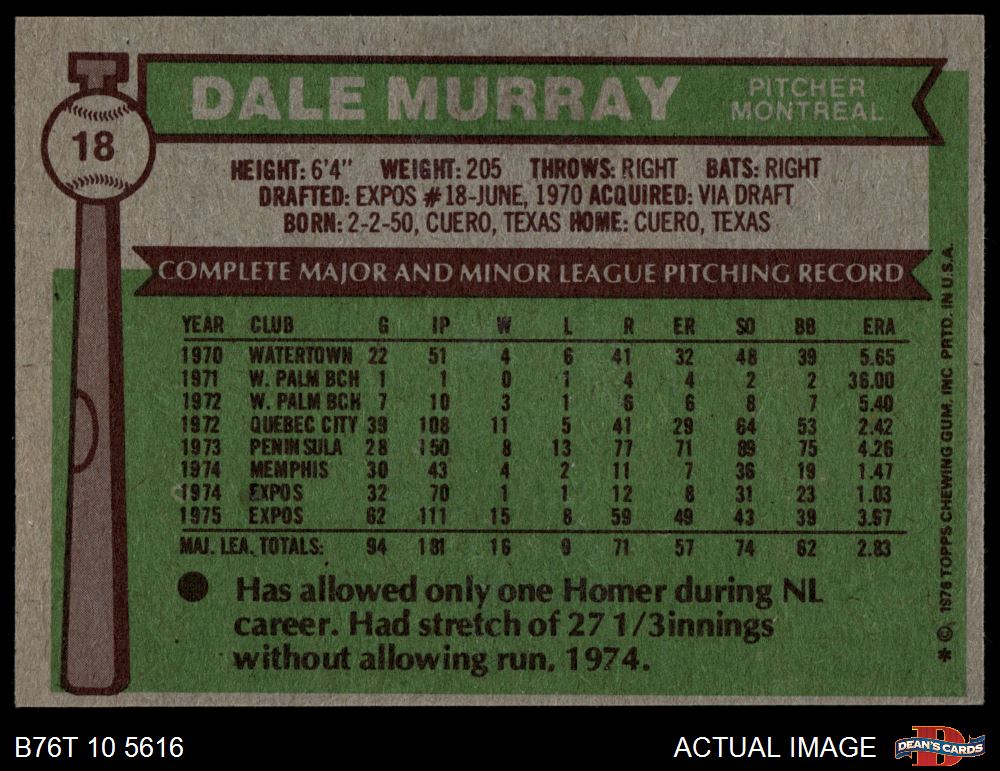 T
18
DALE MURRAY
PITCHER
MONTREAL
HEIGHT: 6'4" WEIGHT: 205 THROWS: RIGHT BATS: RIGHT
DRAFTED: EXPOS #18-JUNE, 1970 ACQUIRED: VIA DRAFT
BORN: 2-2-50, CUERO, TEXAS HOME: CUERO, TEXAS
COMPLETE MAJOR AND MINOR LEAGUE PITCHING RECORD
YEAR CLUB G IP W L R ER SO BB ERA
1970 WATERTOWN 22 51 4 6 41 32 48 39 5.65
1971 W. PALM BCH 1 1 0 1 4 4 2 2 36.00
1972 W. PALM BCH 7 10 3 1 6 6 8 7 5.40
1972 QUEBEC CITY 39 108 11 5 41 29 64 53 2.42
1973 PENINSULA 28 150 8 13 77 71 89 75 4.26
1974 MEMPHIS 30 43 4 2 11 7 36 19 1.47
1974 EXPOS 32 70 1 1 12 8 31 23 1.03
1975 EXPOS 62 111 15 8 59 49 43 39 3.97
MAJ. LEA. TOTALS: 94 181 16 9 71 57 74 62 2.83
● Has allowed only one Homer during NL
career. Had stretch of 27 1/3 innings
without allowing run, 1974.
* © 1976 TOPPS CHEWING GUM, INC PRTD. IN U.S.A.
B76T 10 5616
ACTUAL IMAGE
D
DEAN'S CARDS
.COM